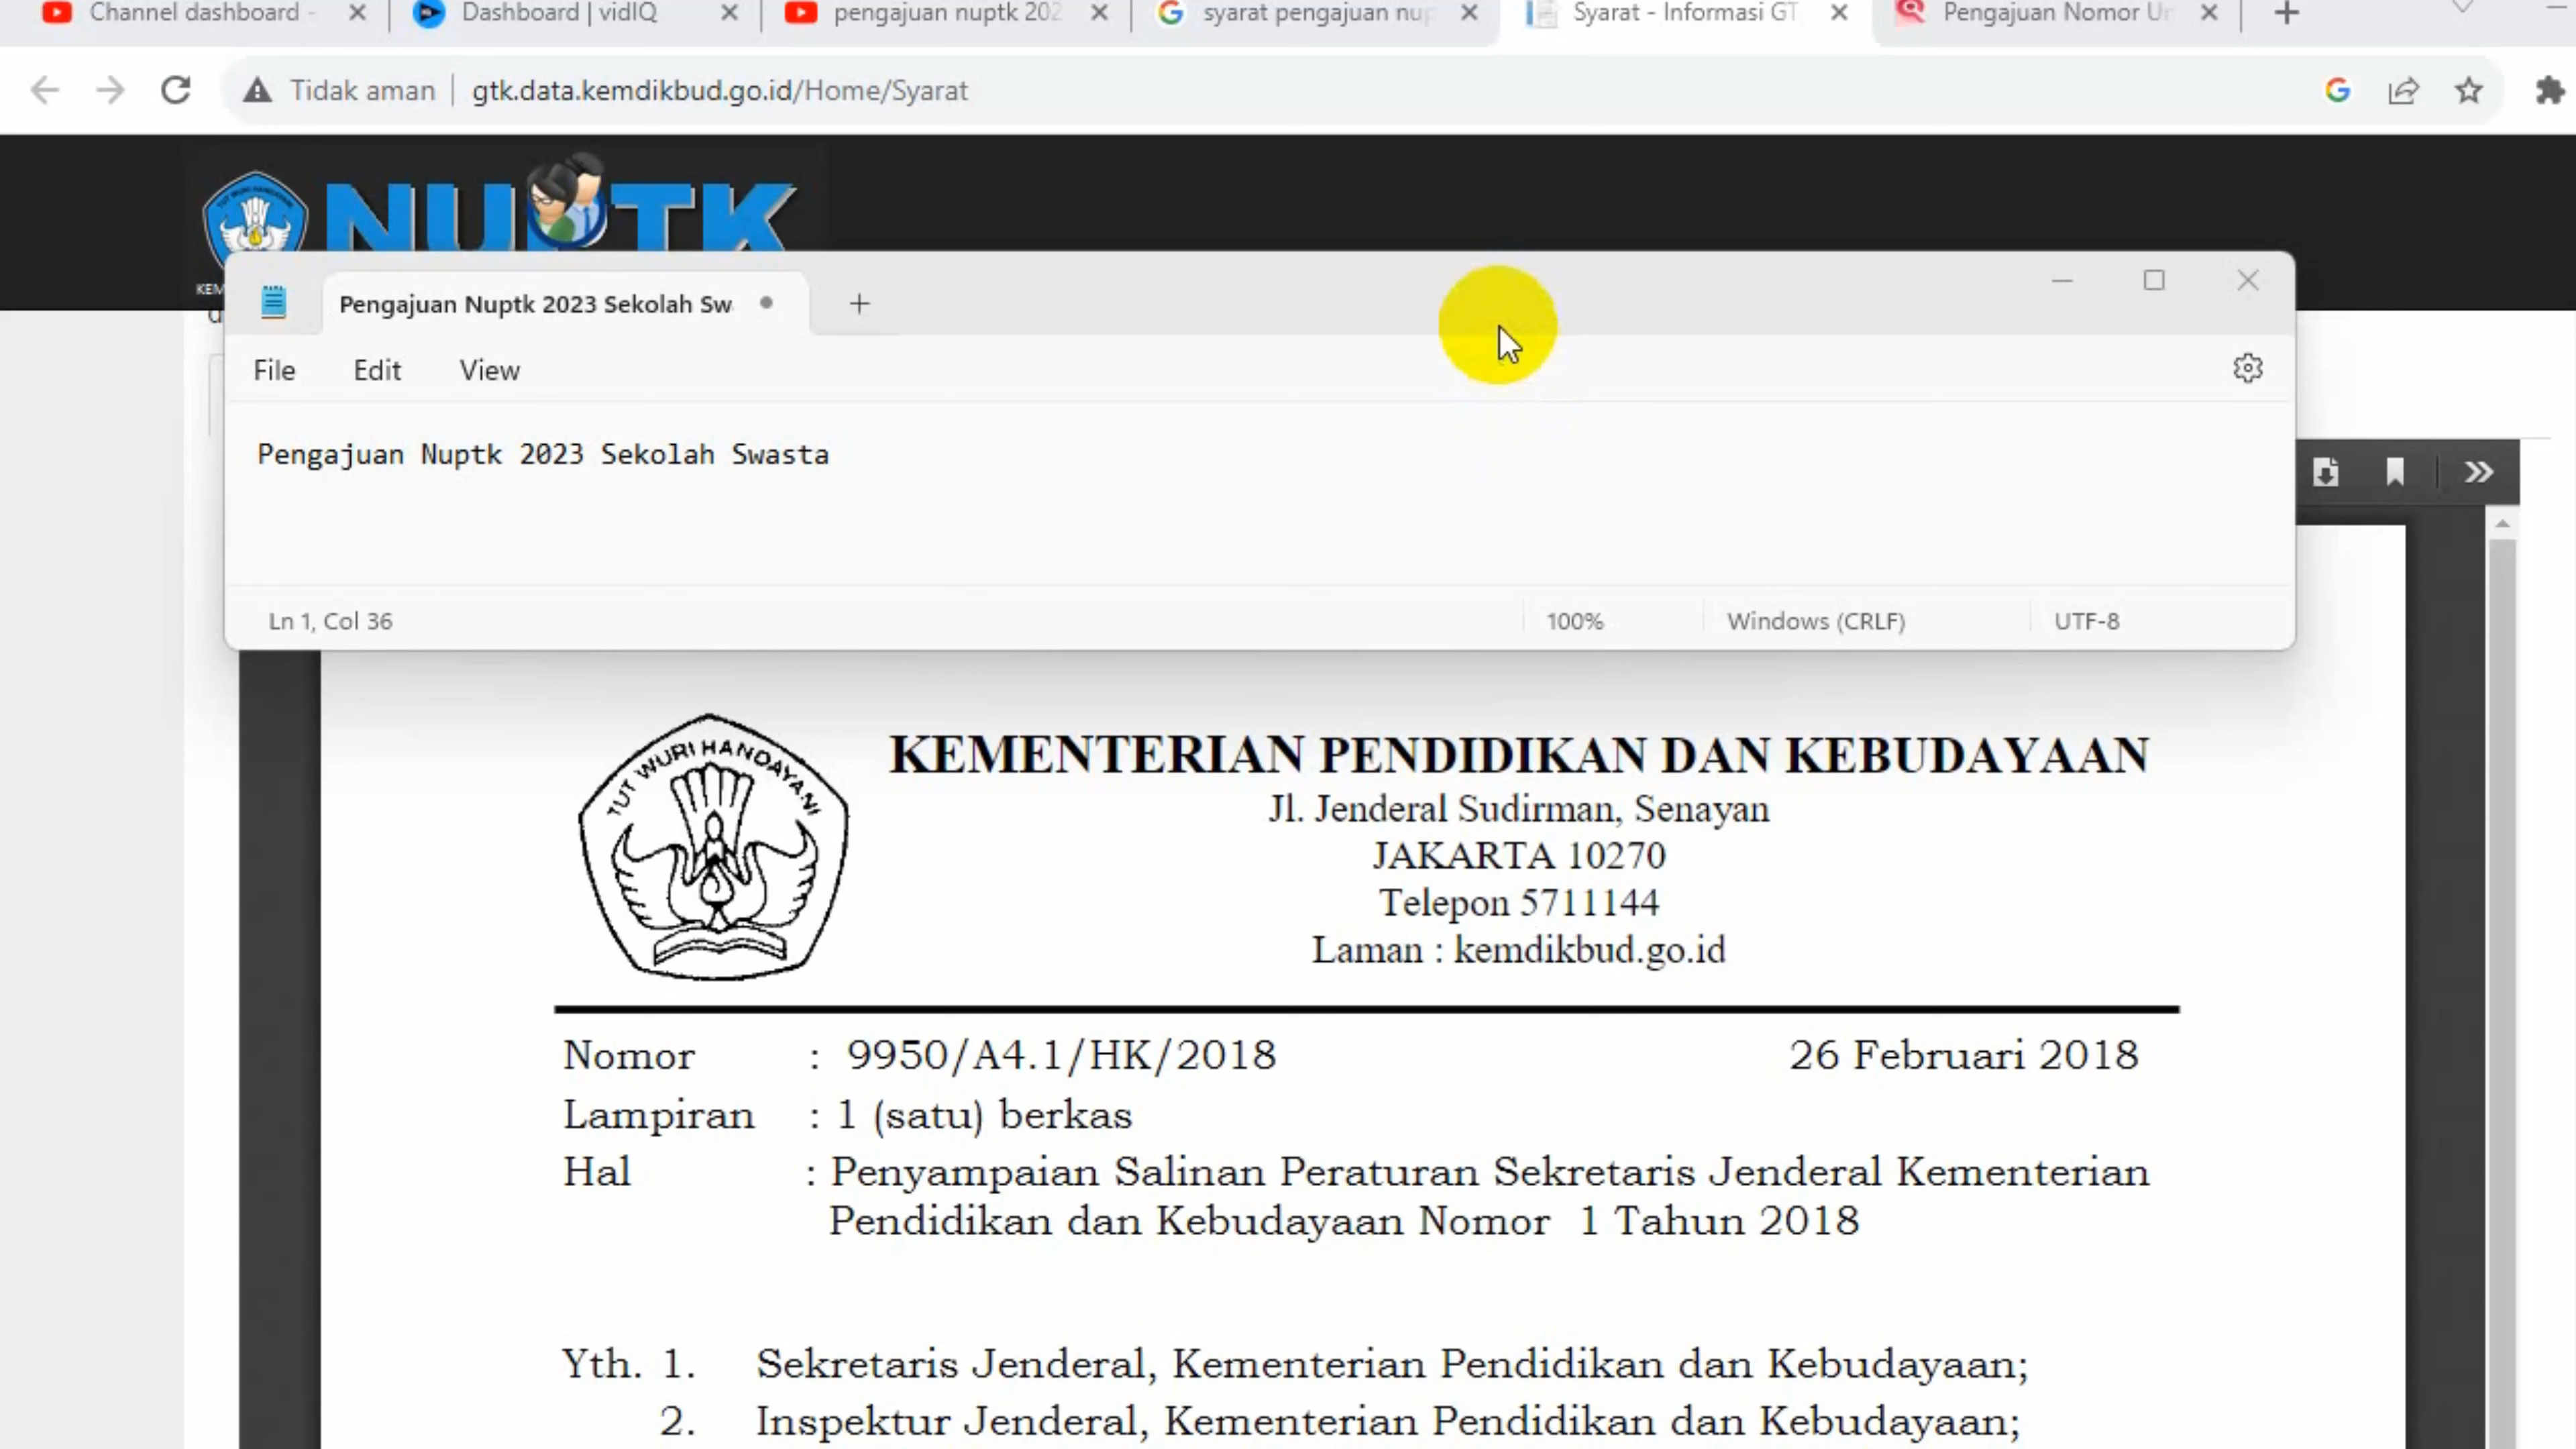 Channel dashboard -
Dashboard | vidIQ
pengajuan nuptk 202
syarat pengajuan nup
Syarat - Informasi GT
Pengajuan Nomor Un
Tidak aman
gtk.data.kemdikbud.go.id/Home/Syarat
NUPTK
KEM
Pengajuan Nuptk 2023 Sekolah Sw
File Edit View
Pengajuan Nuptk 2023 Sekolah Swasta
Ln 1, Col 36
100%
Windows (CRLF)
UTF-8
TUT WURI HANDAYANI
KEMENTERIAN PENDIDIKAN DAN KEBUDAYAAN
Jl. Jenderal Sudirman, Senayan
JAKARTA 10270
Telepon 5711144
Laman : kemdikbud.go.id
Nomor : 9950/A4.1/HK/2018 26 Februari 2018
Lampiran : 1 (satu) berkas
Hal : Penyampaian Salinan Peraturan Sekretaris Jenderal Kementerian
Pendidikan dan Kebudayaan Nomor 1 Tahun 2018
Yth. 1. Sekretaris Jenderal, Kementerian Pendidikan dan Kebudayaan;
2. Inspektur Jenderal, Kementerian Pendidikan dan Kebudayaan;